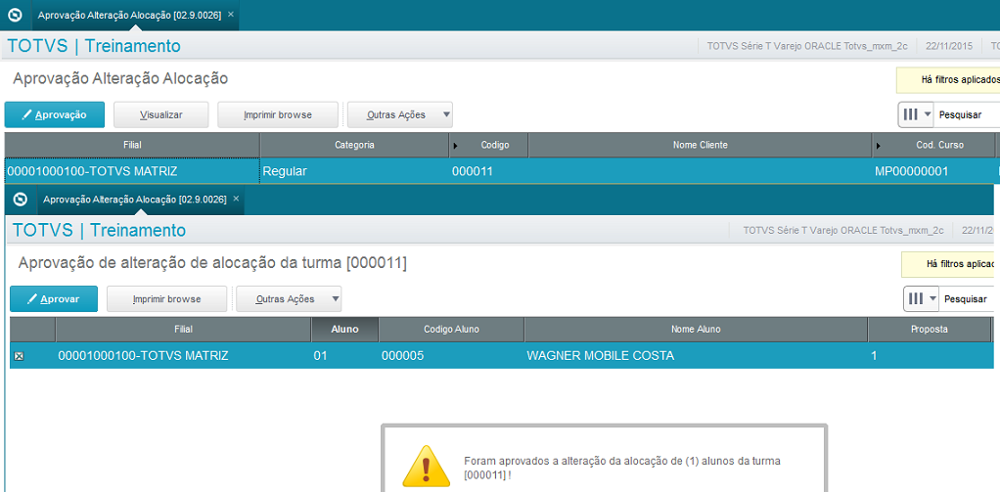 Aprovação Alteração Alocação [02.9.0026] ×
TOTVS | Treinamento
TOTVS Série T Varejo ORACLE Totvs_mxm_2c 22/11/2015
Aprovação Alteração Alocação
Há filtros aplicados
Aprovação Visualizar Imprimir browse Outras Ações Pesquisar
Filial Categoria Codigo Nome Cliente Cod. Curso
00001000100-TOTVS MATRIZ Regular 000011 MP00000001
Aprovação Alteração Alocação [02.9.0026] ×
TOTVS | Treinamento
TOTVS Série T Varejo ORACLE Totvs_mxm_2c 22/11/2
Aprovação de alteração de alocação da turma [000011]
Há filtros aplicad
Aprovar Imprimir browse Outras Ações Pesquisar
Filial Aluno Codigo Aluno Nome Aluno Proposta
00001000100-TOTVS MATRIZ 01 000005 WAGNER MOBILE COSTA 1
Foram aprovados a alteração da alocação de (1) alunos da turma
[000011] !